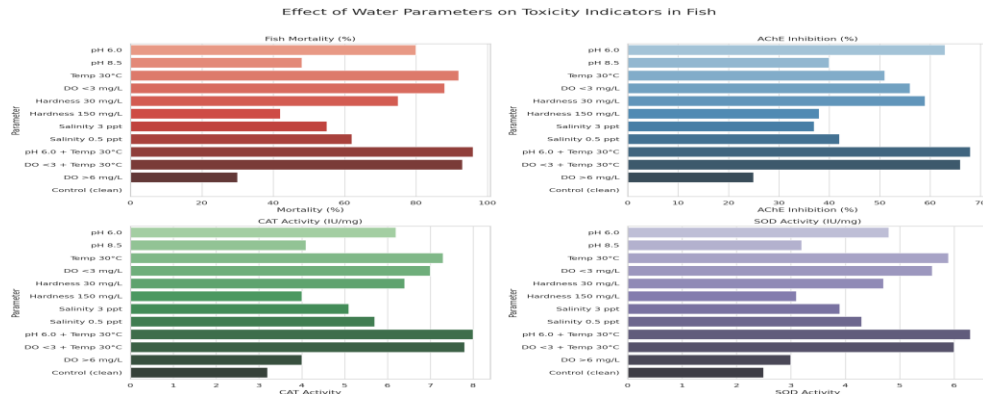 Effect of Water Parameters on Toxicity Indicators in Fish
Fish Mortality (%)
Parameter
pH 6.0
pH 8.5
Temp 30°C
DO <3 mg/L
Hardness 30 mg/L
Hardness 150 mg/L
Salinity 3 ppt
Salinity 0.5 ppt
pH 6.0 + Temp 30°C
DO <3 + Temp 30°C
DO >6 mg/L
Control (clean)
0 20 40 60 80 100
Mortality (%)
AChE Inhibition (%)
Parameter
pH 6.0
pH 8.5
Temp 30°C
DO <3 mg/L
Hardness 30 mg/L
Hardness 150 mg/L
Salinity 3 ppt
Salinity 0.5 ppt
pH 6.0 + Temp 30°C
DO <3 + Temp 30°C
DO >6 mg/L
Control (clean)
0 10 20 30 40 50 60 70
AChE Inhibition (%)
CAT Activity (IU/mg)
Parameter
pH 6.0
pH 8.5
Temp 30°C
DO <3 mg/L
Hardness 30 mg/L
Hardness 150 mg/L
Salinity 3 ppt
Salinity 0.5 ppt
pH 6.0 + Temp 30°C
DO <3 + Temp 30°C
DO >6 mg/L
Control (clean)
0 1 2 3 4 5 6 7 8
CAT Activity
SOD Activity (IU/mg)
Parameter
pH 6.0
pH 8.5
Temp 30°C
DO <3 mg/L
Hardness 30 mg/L
Hardness 150 mg/L
Salinity 3 ppt
Salinity 0.5 ppt
pH 6.0 + Temp 30°C
DO <3 + Temp 30°C
DO >6 mg/L
Control (clean)
0 1 2 3 4 5 6
SOD Activity